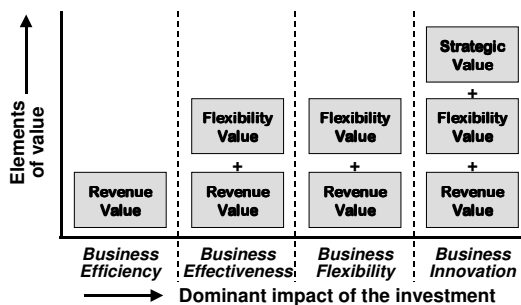 Elements
of value
Strategic
Value
+
Flexibility
Value
Flexibility
Value
Flexibility
Value
+
+
+
Revenue
Value
Revenue
Value
Revenue
Value
Revenue
Value
Business
Efficiency
Business
Effectiveness
Business
Flexibility
Business
Innovation
Dominant impact of the investment